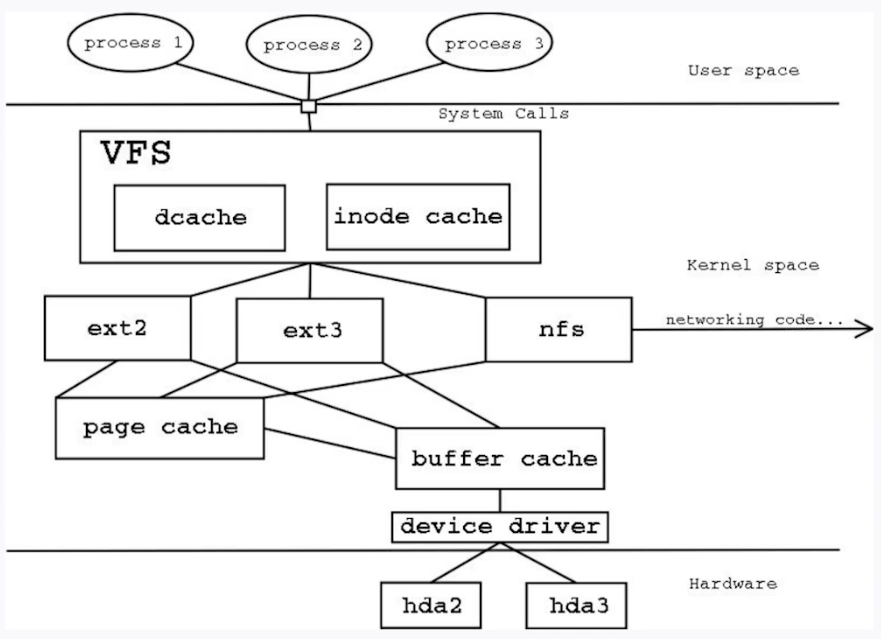 process 1
process 2
process 3
User space
System Calls
VFS
dcache
inode cache
Kernel space
ext2
ext3
nfs
networking code...
page cache
buffer cache
device driver
Hardware
hda2
hda3